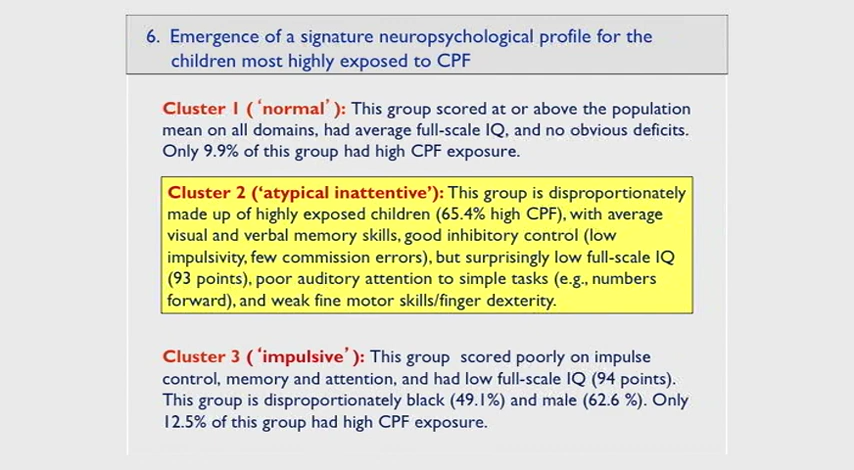 6. Emergence of a signature neuropsychological profile for the
children most highly exposed to CPF
Cluster 1 (‘normal’): This group scored at or above the population
mean on all domains, had average full-scale IQ, and no obvious deficits.
Only 9.9% of this group had high CPF exposure.
Cluster 2 (‘atypical inattentive’): This group is disproportionately
made up of highly exposed children (65.4% high CPF), with average
visual and verbal memory skills, good inhibitory control (low
impulsivity, few commission errors), but surprisingly low full-scale IQ
(93 points), poor auditory attention to simple tasks (e.g., numbers
forward), and weak fine motor skills/finger dexterity.
Cluster 3 (‘impulsive’): This group scored poorly on impulse
control, memory and attention, and had low full-scale IQ (94 points).
This group is disproportionately black (49.1%) and male (62.6 %). Only
12.5% of this group had high CPF exposure.